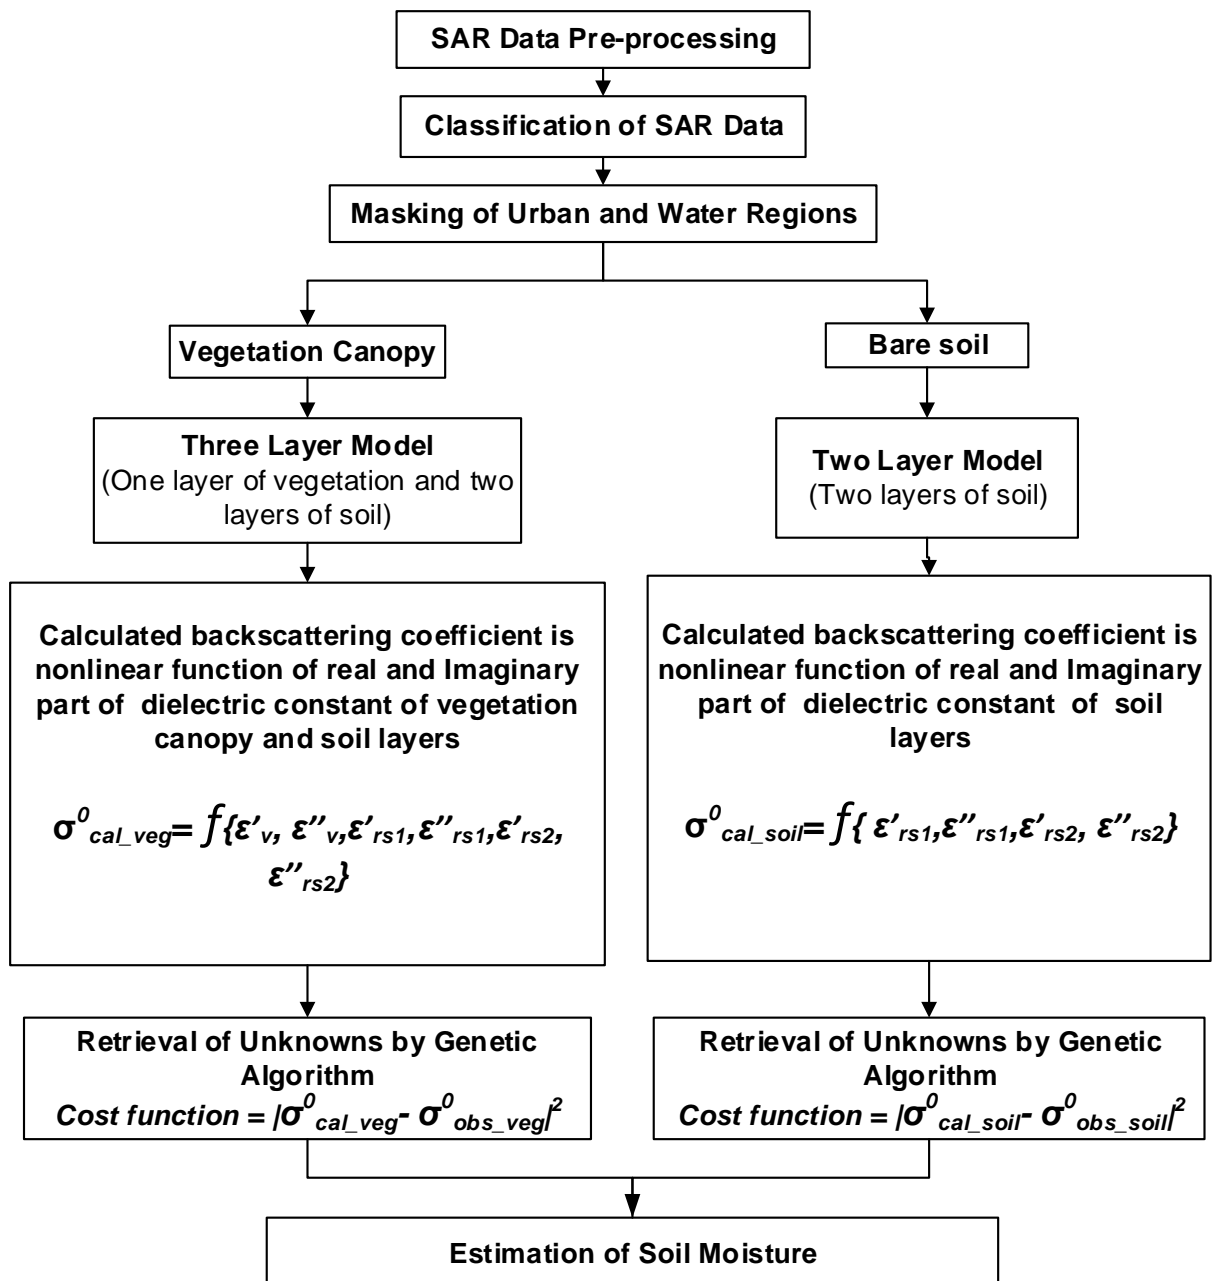 SAR Data Pre-processing
Classification of SAR Data
Masking of Urban and Water Regions
Vegetation Canopy
Three Layer Model
(One layer of vegetation and two
layers of soil)
Calculated backscattering coefficient is
nonlinear function of real and Imaginary
part of dielectric constant of vegetation
canopy and soil layers
σ⁰cal_veg= f{ε′v, ε″v,ε′rs1,ε″rs1,ε′rs2,
ε″rs2}
Retrieval of Unknowns by Genetic
Algorithm
Cost function = |σ⁰cal_veg- σ⁰obs_veg|²
Bare soil
Two Layer Model
(Two layers of soil)
Calculated backscattering coefficient is
nonlinear function of real and Imaginary
part of dielectric constant of soil
layers
σ⁰cal_soil= f{ ε′rs1,ε″rs1,ε′rs2, ε″rs2}
Retrieval of Unknowns by Genetic
Algorithm
Cost function = |σ⁰cal_soil- σ⁰obs_soil|²
Estimation of Soil Moisture